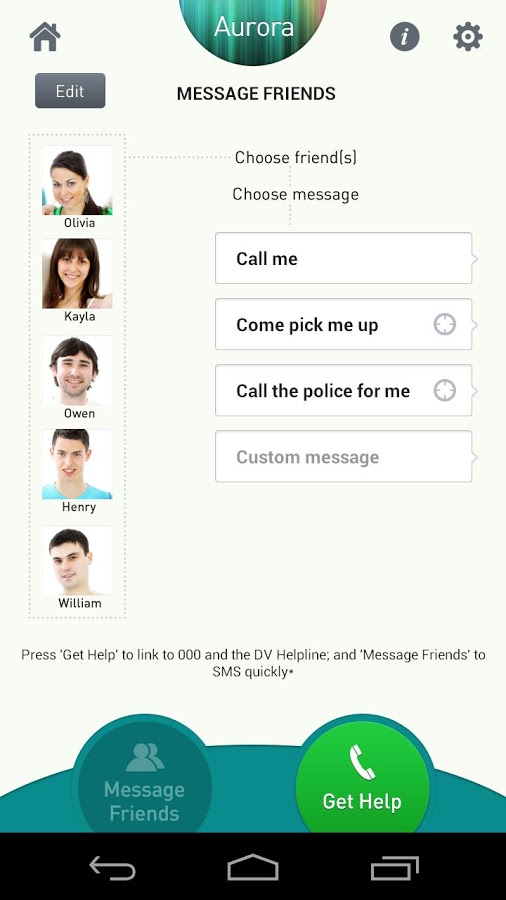 Aurora
i
Edit
MESSAGE FRIENDS
Choose friend(s)
Choose message
Olivia
Kayla
Owen
Henry
William
Call me
Come pick me up
Call the police for me
Custom message
Press 'Get Help' to link to 000 and the DV Helpline; and 'Message Friends' to
SMS quickly*
Message
Friends
Get Help